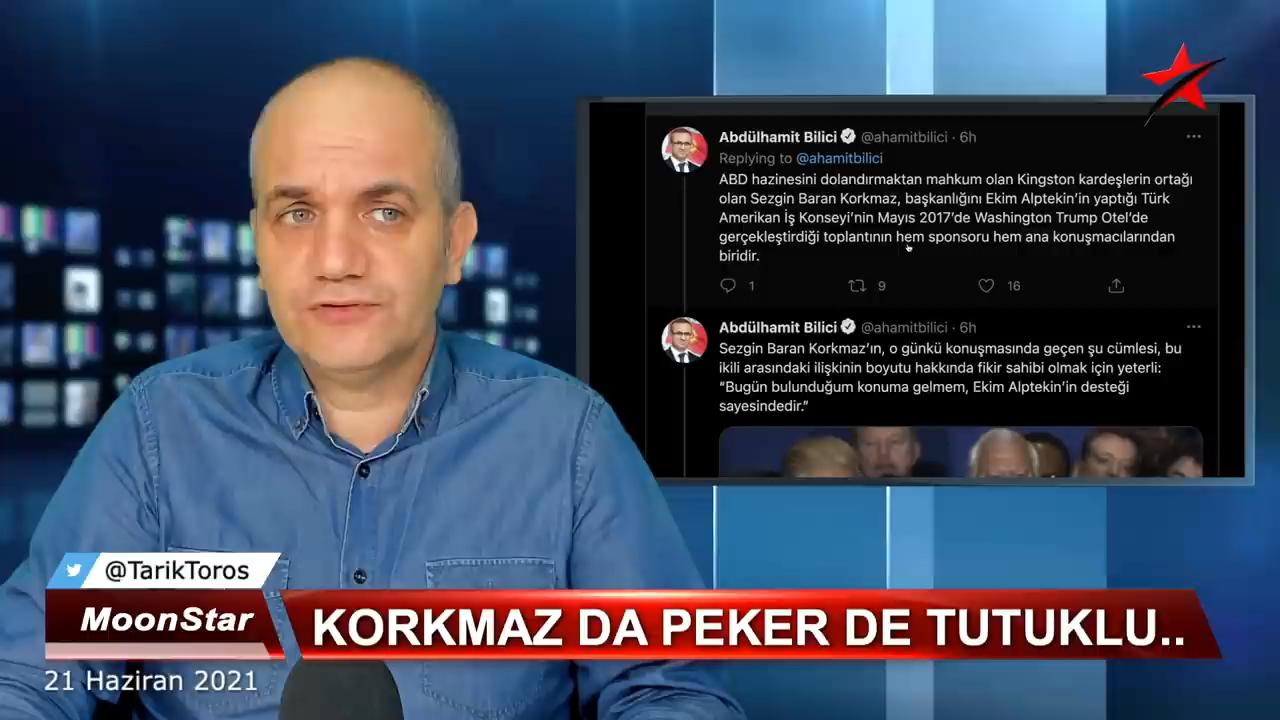 Abdülhamit Bilici @ahamitbilici · 6h
Replying to @ahamitbilici
ABD hazinesini dolandırmaktan mahkum olan Kingston kardeşlerin ortağı
olan Sezgin Baran Korkmaz, başkanlığını Ekim Alptekin’in yaptığı Türk
Amerikan İş Konseyi’nin Mayıs 2017’de Washington Trump Otel’de
gerçekleştirdiği toplantının hem sponsoru hem ana konuşmacılarından
biridir.
1 9 16
Abdülhamit Bilici @ahamitbilici · 6h
Sezgin Baran Korkmaz’ın, o günkü konuşmasında geçen şu cümlesi, bu
ikili arasındaki ilişkinin boyutu hakkında fikir sahibi olmak için yeterli:
“Bugün bulunduğum konuma gelmem, Ekim Alptekin’in desteği
sayesindedir.”
@TarikToros
MoonStar
KORKMAZ DA PEKER DE TUTUKLU..
21 Haziran 2021